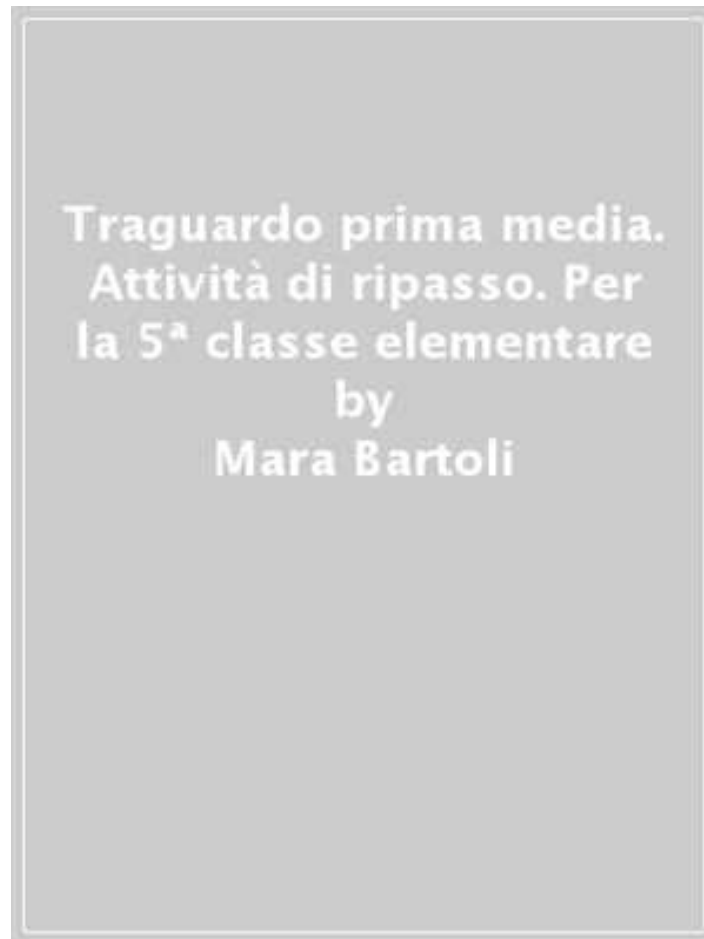 Traguardo prima media.
Attività di ripasso. Per
la 5ª classe elementare
by
Mara Bartoli